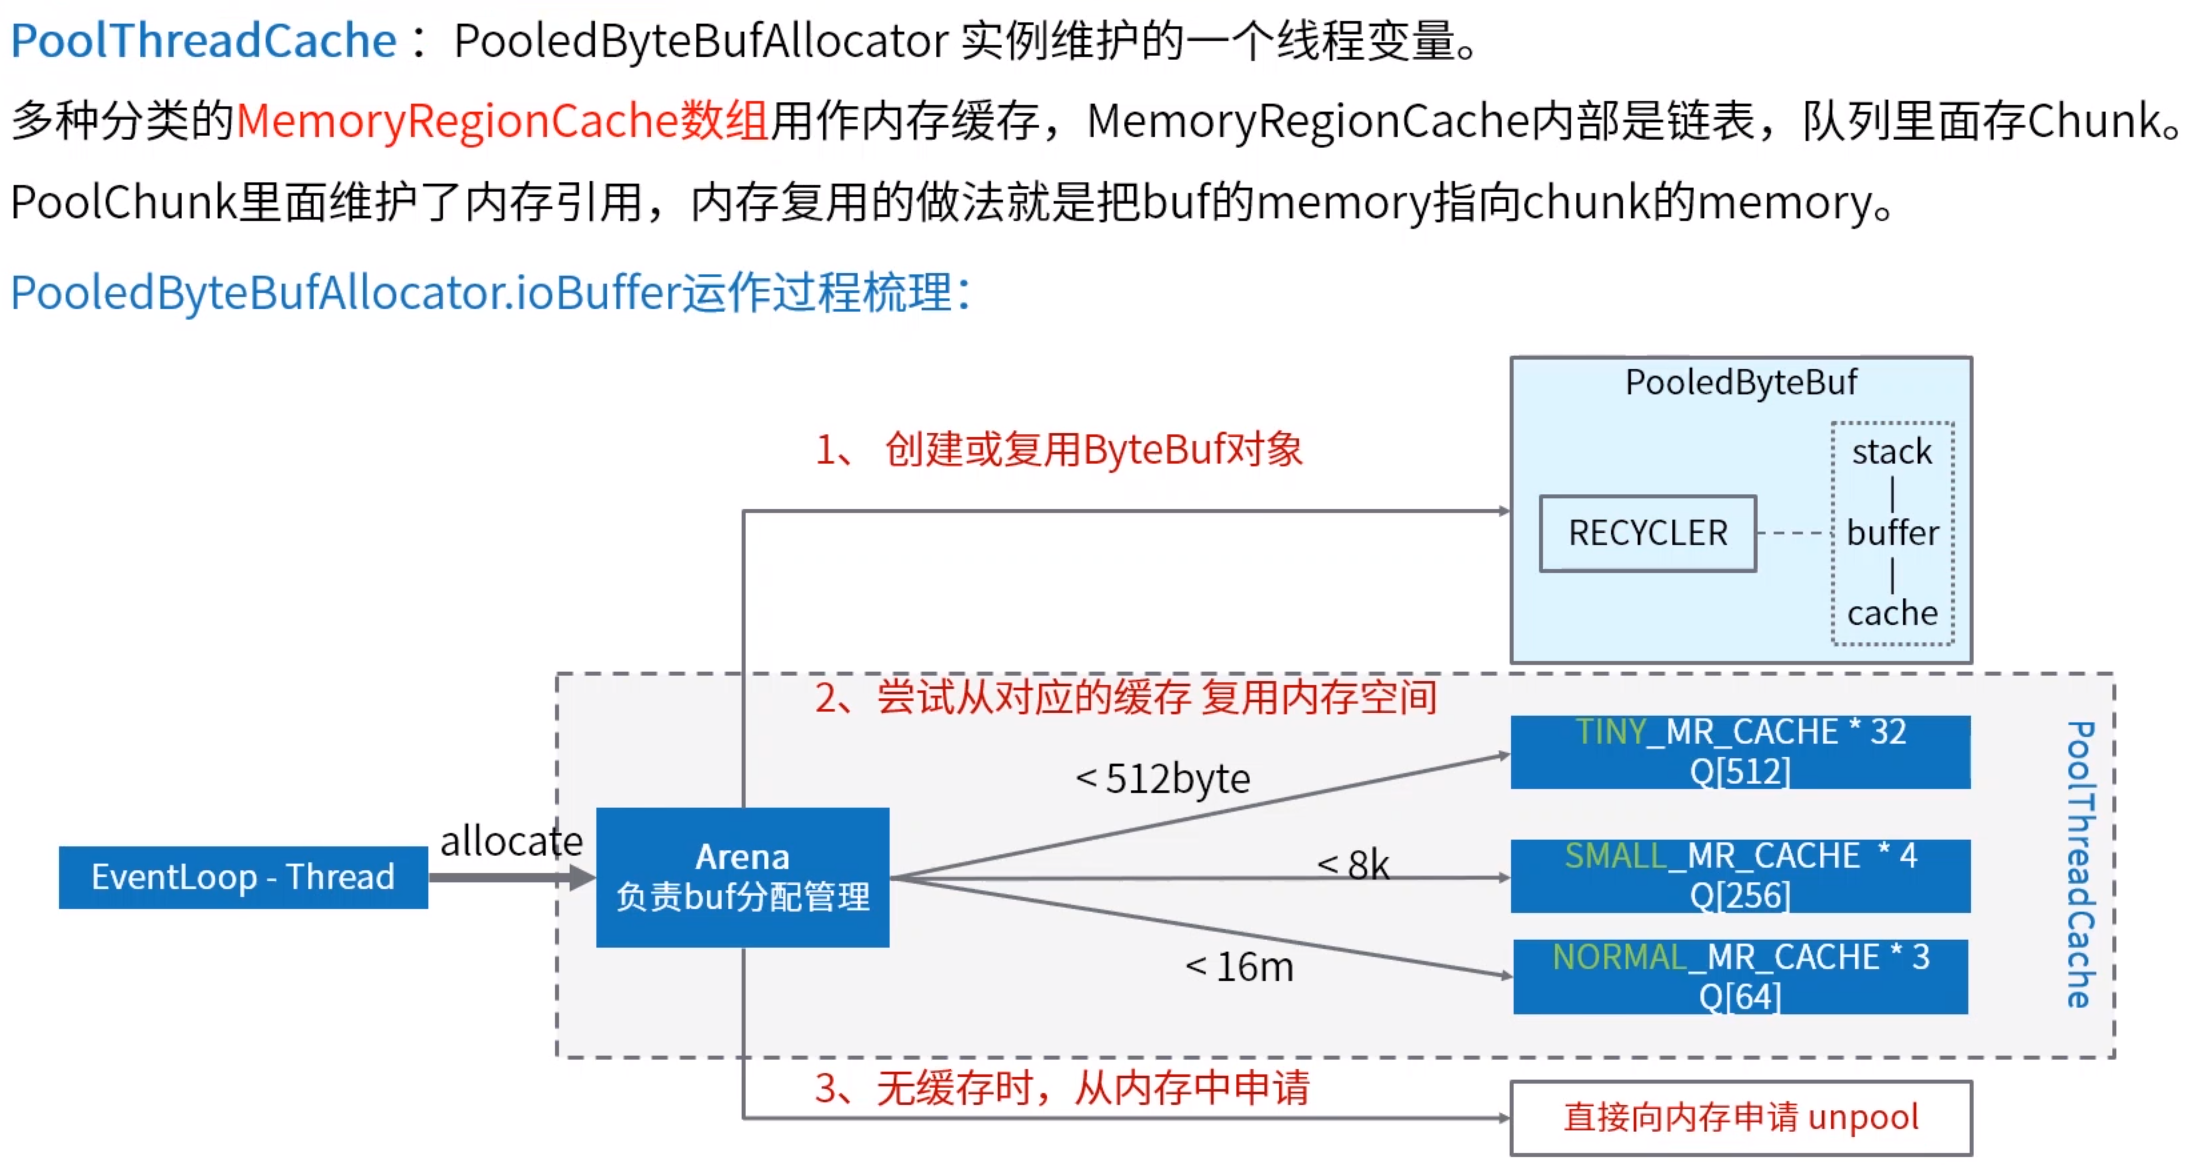 PoolThreadCache ：PooledByteBufAllocator 实例维护的一个线程变量。
多种分类的MemoryRegionCache数组用作内存缓存，MemoryRegionCache内部是链表，队列里面存Chunk。
PoolChunk里面维护了内存引用，内存复用的做法就是把buf的memory指向chunk的memory。
PooledByteBufAllocator.ioBuffer运作过程梳理：
PooledByteBuf
1、 创建或复用ByteBuf对象
stack
RECYCLER
buffer
cache
2、尝试从对应的缓存 复用内存空间
TINY_MR_CACHE * 32
Q[512]
< 512byte
PoolThreadCache
allocate
EventLoop - Thread
Arena
负责buf分配管理
< 8k
SMALL_MR_CACHE * 4
Q[256]
< 16m
NORMAL_MR_CACHE * 3
Q[64]
3、无缓存时，从内存中申请
直接向内存申请 unpool